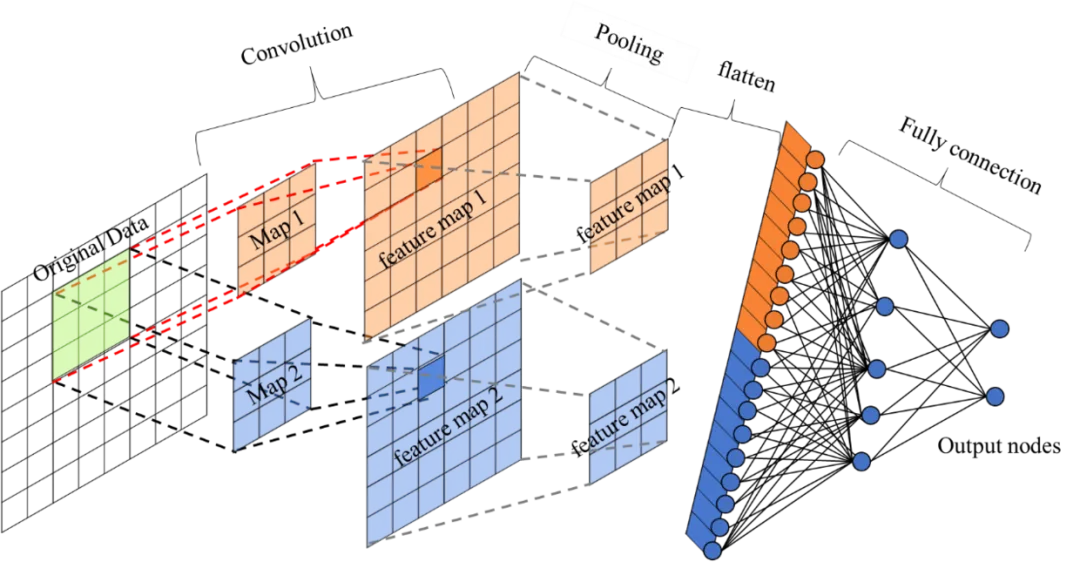 Convolution
Pooling
flatten
Fully connection
Original Data
Map 1
feature map 1
feature map 1
Map 2
feature map 2
feature map 2
Output nodes